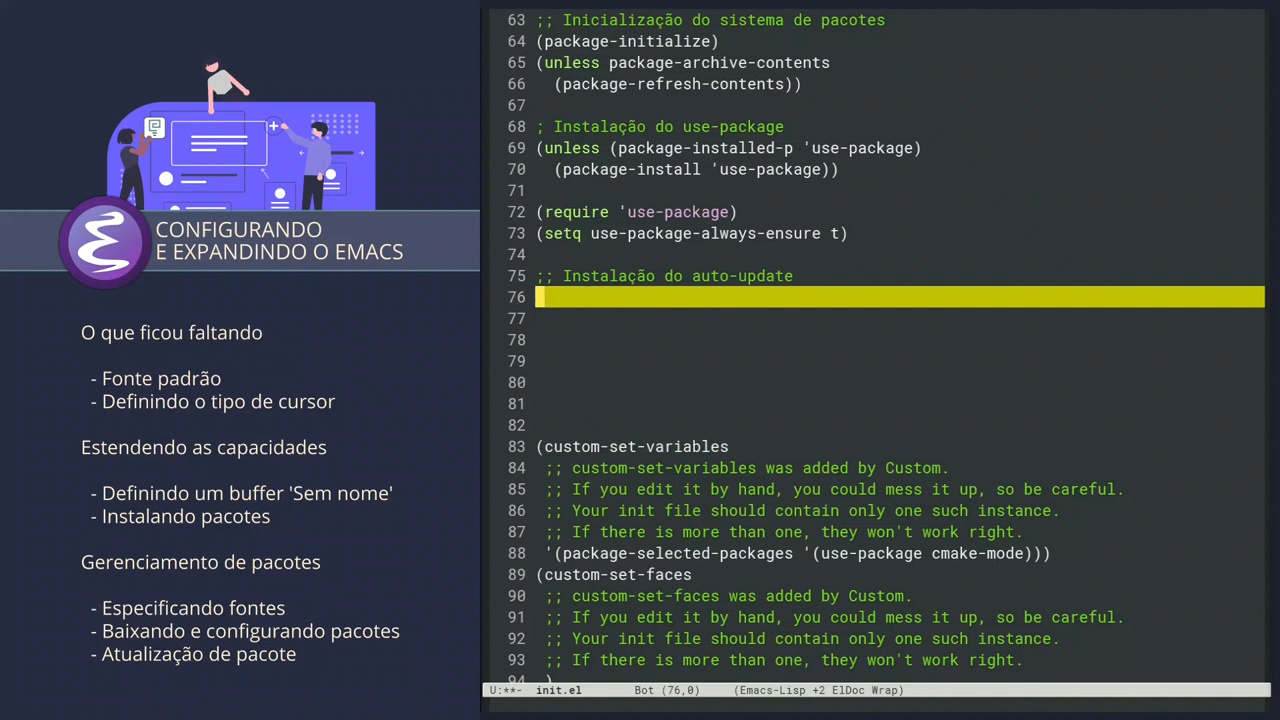 CONFIGURANDO
E EXPANDINDO O EMACS
O que ficou faltando
- Fonte padrão
- Definindo o tipo de cursor
Estendendo as capacidades
- Definindo um buffer 'Sem nome'
- Instalando pacotes
Gerenciamento de pacotes
- Especificando fontes
- Baixando e configurando pacotes
- Atualização de pacote
63 ;; Inicialização do sistema de pacotes
64 (package-initialize)
65 (unless package-archive-contents
66   (package-refresh-contents))
67
68 ; Instalação do use-package
69 (unless (package-installed-p 'use-package)
70   (package-install 'use-package))
71
72 (require 'use-package)
73 (setq use-package-always-ensure t)
74
75 ;; Instalação do auto-update
76
77
78
79
80
81
82
83 (custom-set-variables
84  ;; custom-set-variables was added by Custom.
85  ;; If you edit it by hand, you could mess it up, so be careful.
86  ;; Your init file should contain only one such instance.
87  ;; If there is more than one, they won't work right.
88  '(package-selected-packages '(use-package cmake-mode)))
89 (custom-set-faces
90  ;; custom-set-faces was added by Custom.
91  ;; If you edit it by hand, you could mess it up, so be careful.
92  ;; Your init file should contain only one such instance.
93  ;; If there is more than one, they won't work right.
94  )
U:**-  init.el      Bot (76,0)    (Emacs-Lisp +2 ElDoc Wrap)